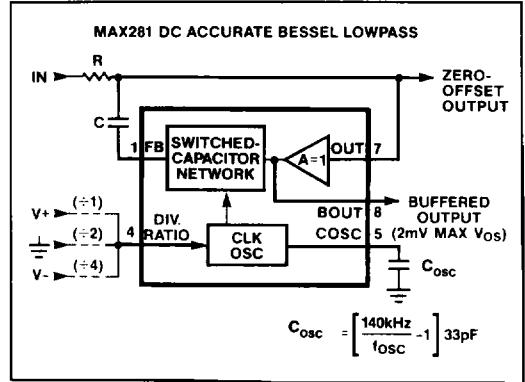 MAX281 DC ACCURATE BESSEL LOWPASS
IN
R
ZERO-
OFFSET
OUTPUT
C
1
FB
SWITCHED-
CAPACITOR
NETWORK
A=1
OUT
7
BOUT
8
BUFFERED
OUTPUT
(2mV MAX VOS)
V+
(÷1)
(÷2)
V-
(÷4)
4
DIV.
RATIO
CLK
OSC
COSC
5
COSC
COSC = [140kHz/fOSC -1] 33pF